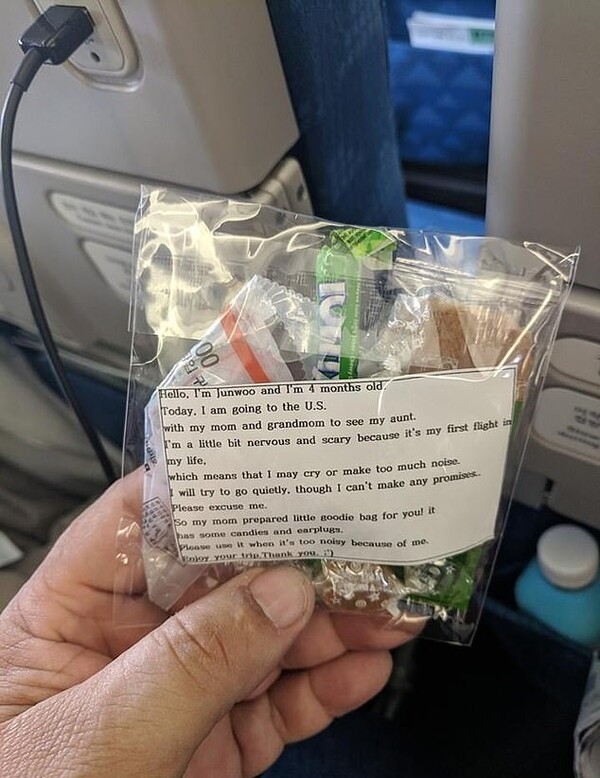 Hello, I'm Junwoo and I'm 4 months old.
Today, I am going to the U.S.
with my mom and grandmom to see my aunt.
I'm a little bit nervous and scary because it's my first flight in
my life,
which means that I may cry or make too much noise.
I will try to go quietly, though I can't make any promises..
Please excuse me.
So my mom prepared little goodie bag for you! it
has some candies and earplugs.
Please use it when it's too noisy because of me.
Enjoy your trip.Thank you. :')